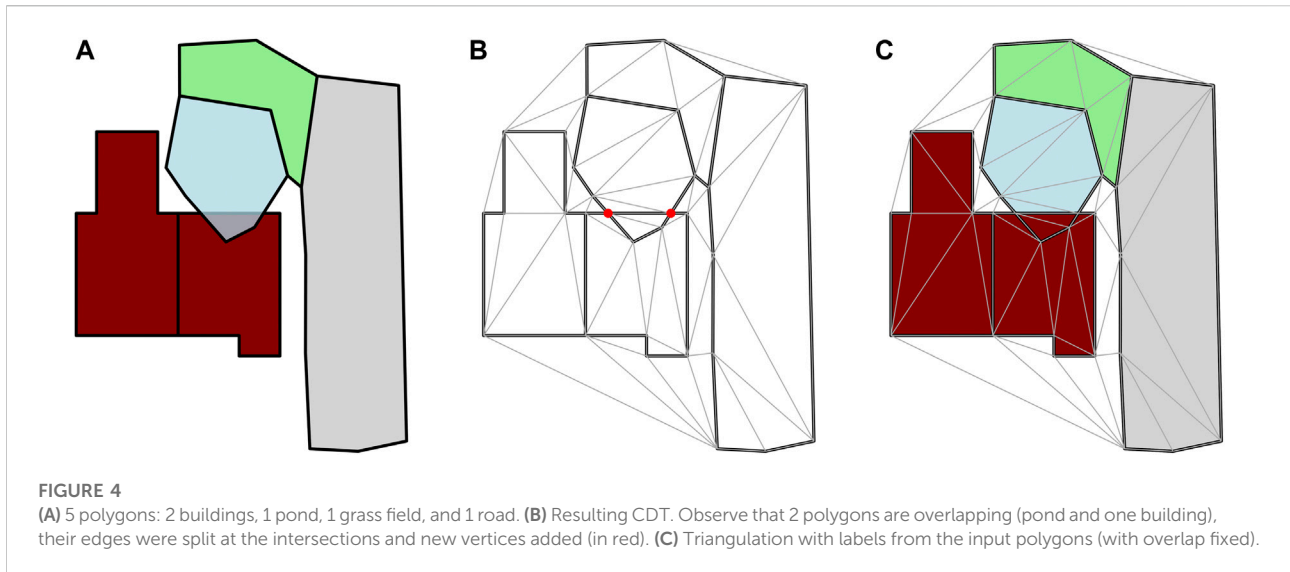 A B C
FIGURE 4
(A) 5 polygons: 2 buildings, 1 pond, 1 grass field, and 1 road. (B) Resulting CDT. Observe that 2 polygons are overlapping (pond and one building),
their edges were split at the intersections and new vertices added (in red). (C) Triangulation with labels from the input polygons (with overlap fixed).